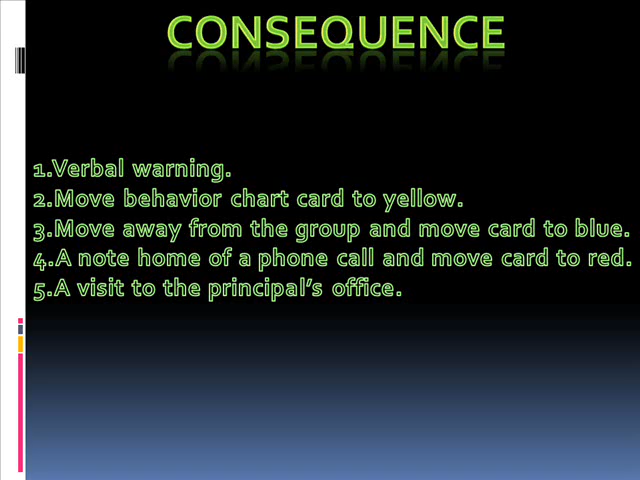 CONSEQUENCE
1.Verbal warning.
2.Move behavior chart card to yellow.
3.Move away from the group and move card to blue.
4.A note home of a phone call and move card to red.
5.A visit to the principal’s office.